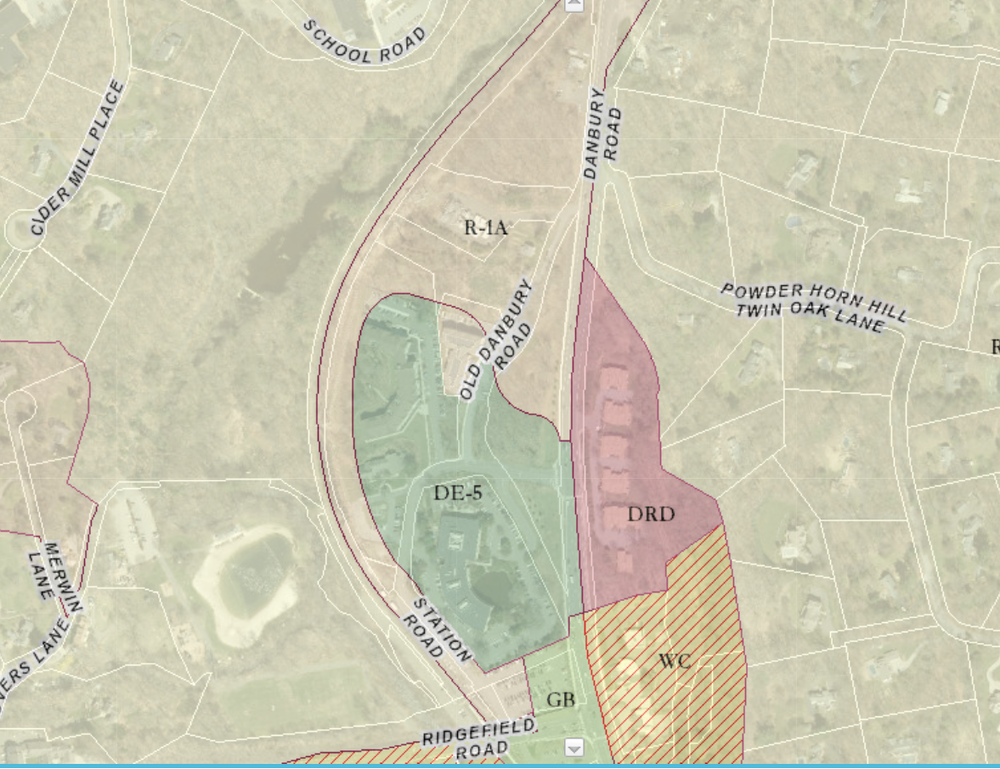 SCHOOL ROAD
CIDER MILL PLACE
DANBURY
ROAD
R-1A
POWDER HORN HILL
TWIN OAK LANE
OLD DANBURY
ROAD
R
DE-5
DRD
MERWIN
LANE
STATION
ROAD
WC
GB
ERS LANE
RIDGEFIELD
ROAD